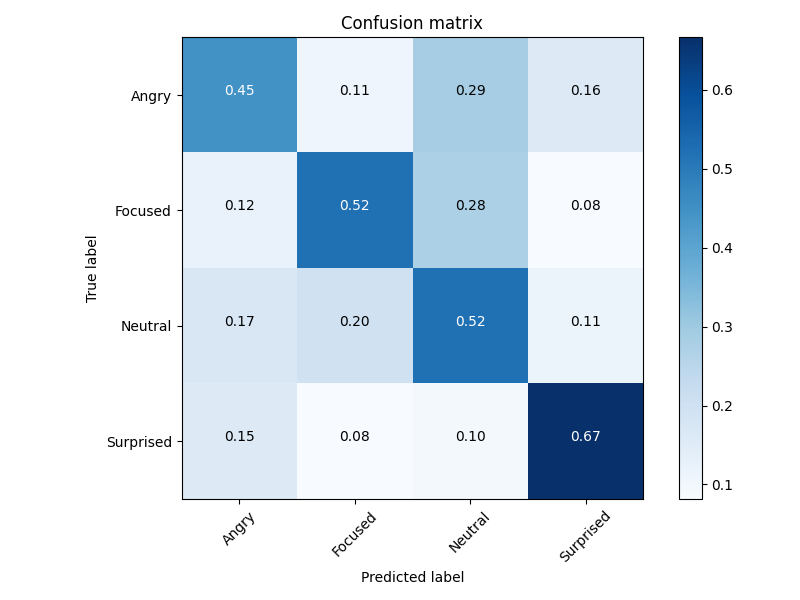 Confusion matrix
Angry 0.45 0.11 0.29 0.16
Focused 0.12 0.52 0.28 0.08
Neutral 0.17 0.20 0.52 0.11
Surprised 0.15 0.08 0.10 0.67
Angry Focused Neutral Surprised
Predicted label
True label
0.6
0.5
0.4
0.3
0.2
0.1